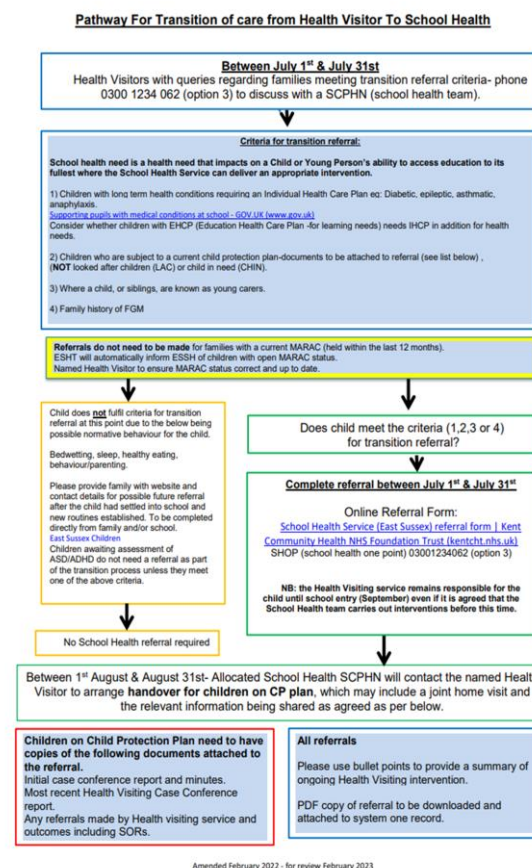 Pathway For Transition of care from Health Visitor To School Health
Between July 1st & July 31st
Health Visitors with queries regarding families meeting transition referral criteria- phone
0300 1234 062 (option 3) to discuss with a SCPHN (school health team).
Criteria for transition referral:
School health need is a health need that impacts on a Child or Young Person's ability to access education to its
fullest where the School Health Service can deliver an appropriate intervention.
1) Children with long term health conditions requiring an Individual Health Care Plan eg: Diabetic, epileptic, asthmatic,
anaphylaxis.
Supporting pupils with medical conditions at school - GOV.UK (www.gov.uk)
Consider whether children with EHCP (Education Health Care Plan -for learning needs) needs IHCP in addition for health
needs.
2) Children who are subject to a current child protection plan-documents to be attached to referral (see list below) ,
(NOT looked after children (LAC) or child in need (CHIN).
3) Where a child, or siblings, are known as young carers.
4) Family history of FGM
Referrals do not need to be made for families with a current MARAC (held within the last 12 months).
ESHT will automatically inform ESSH of children with open MARAC status.
Named Health Visitor to ensure MARAC status correct and up to date.
Child does not fulfil criteria for transition
referral at this point due to the below being
possible normative behaviour for the child.
Bedwetting, sleep, healthy eating,
behaviour/parenting.
Please provide family with website and
contact details for possible future referral
after the child had settled into school and
new routines established. To be completed
directly from family and/or school.
East Sussex Children
Children awaiting assessment of
ASD/ADHD do not need a referral as part
of the transition process unless they meet
one of the above criteria.
No School Health referral required
Does child meet the criteria (1,2,3 or 4)
for transition referral?
Complete referral between July 1st & July 31st
Online Referral Form:
School Health Service (East Sussex) referral form | Kent
Community Health NHS Foundation Trust (kentcht.nhs.uk)
SHOP (school health one point) 03001234062 (option 3)
NB: the Health Visiting service remains responsible for the
child until school entry (September) even if it is agreed that the
School Health team carries out interventions before this time.
Between 1st August & August 31st- Allocated School Health SCPHN will contact the named Health
Visitor to arrange handover for children on CP plan, which may include a joint home visit and
the relevant information being shared as agreed as per below.
Children on Child Protection Plan need to have
copies of the following documents attached to
the referral.
Initial case conference report and minutes.
Most recent Health Visiting Case Conference
report.
Any referrals made by Health visiting service and
outcomes including SORs.
All referrals
Please use bullet points to provide a summary of
ongoing Health Visiting intervention.
PDF copy of referral to be downloaded and
attached to system one record.
Amended February 2022 - for review February 2023